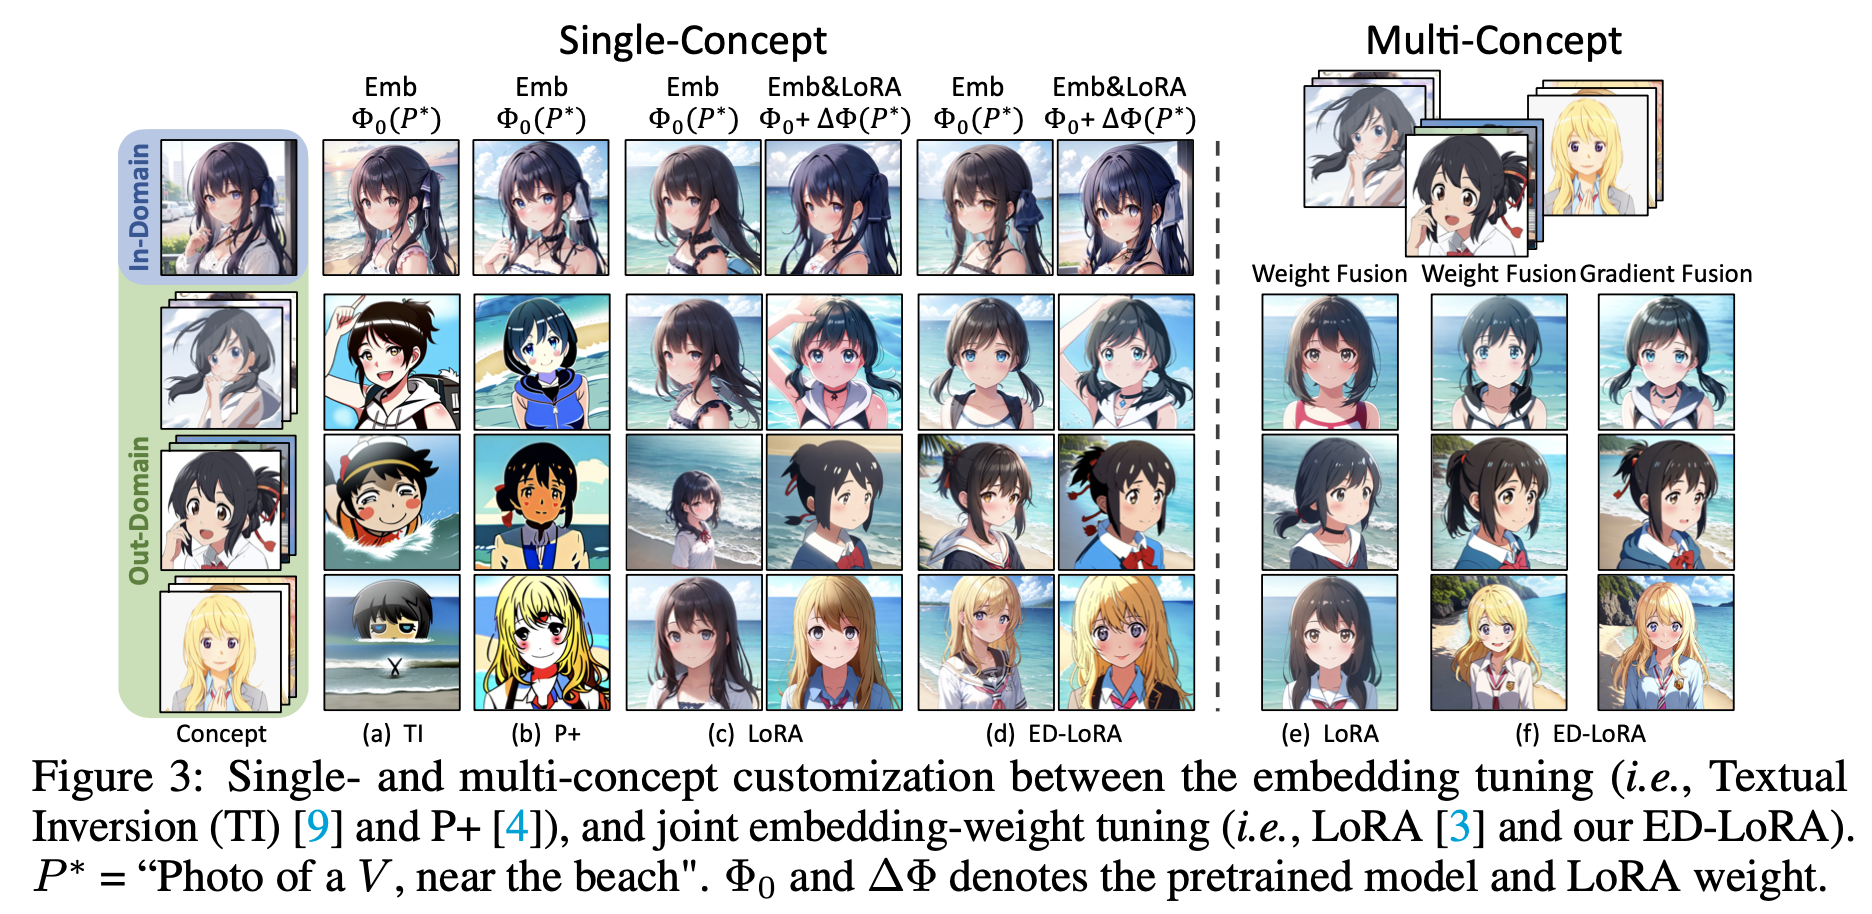 Single-Concept
Multi-Concept
Emb
Emb
Emb
Emb&LoRA
Emb
Emb&LoRA
Φ₀(P*)
Φ₀(P*)
Φ₀(P*)
Φ₀+ ΔΦ(P*)
Φ₀(P*)
Φ₀+ ΔΦ(P*)
In-Domain
Out-Domain
Weight Fusion
Weight Fusion
Gradient Fusion
Concept
(a) TI
(b) P+
(c) LoRA
(d) ED-LoRA
(e) LoRA
(f) ED-LoRA
Figure 3: Single- and multi-concept customization between the embedding tuning (i.e., Textual
Inversion (TI) [9] and P+ [4]), and joint embedding-weight tuning (i.e., LoRA [3] and our ED-LoRA).
P* = “Photo of a V, near the beach". Φ₀ and ΔΦ denotes the pretrained model and LoRA weight.